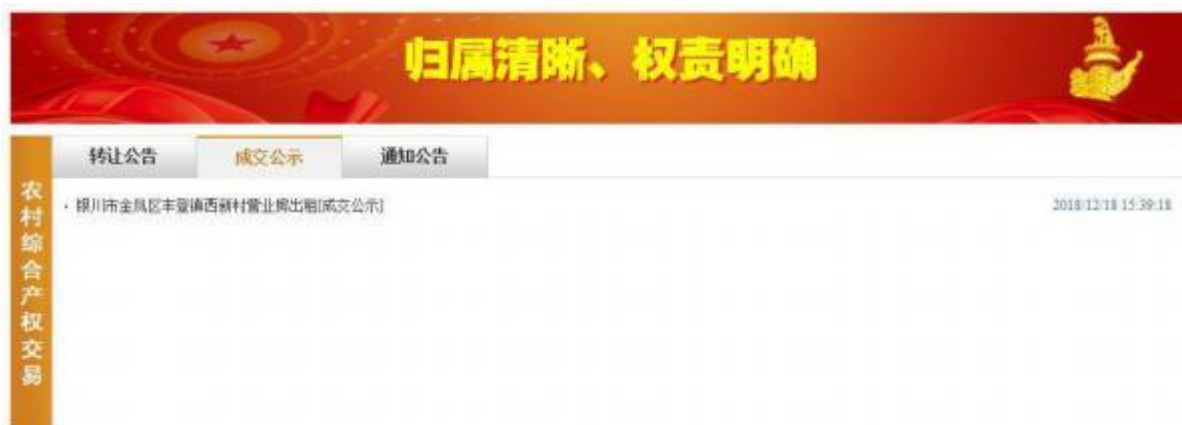 归属清晰、权责明确
转让公告 成交公示 通知公告
农村综合产权交易
· 银川市金凤区丰登镇西新村营业房出租[成交公示] 2018/12/18 15:39:18